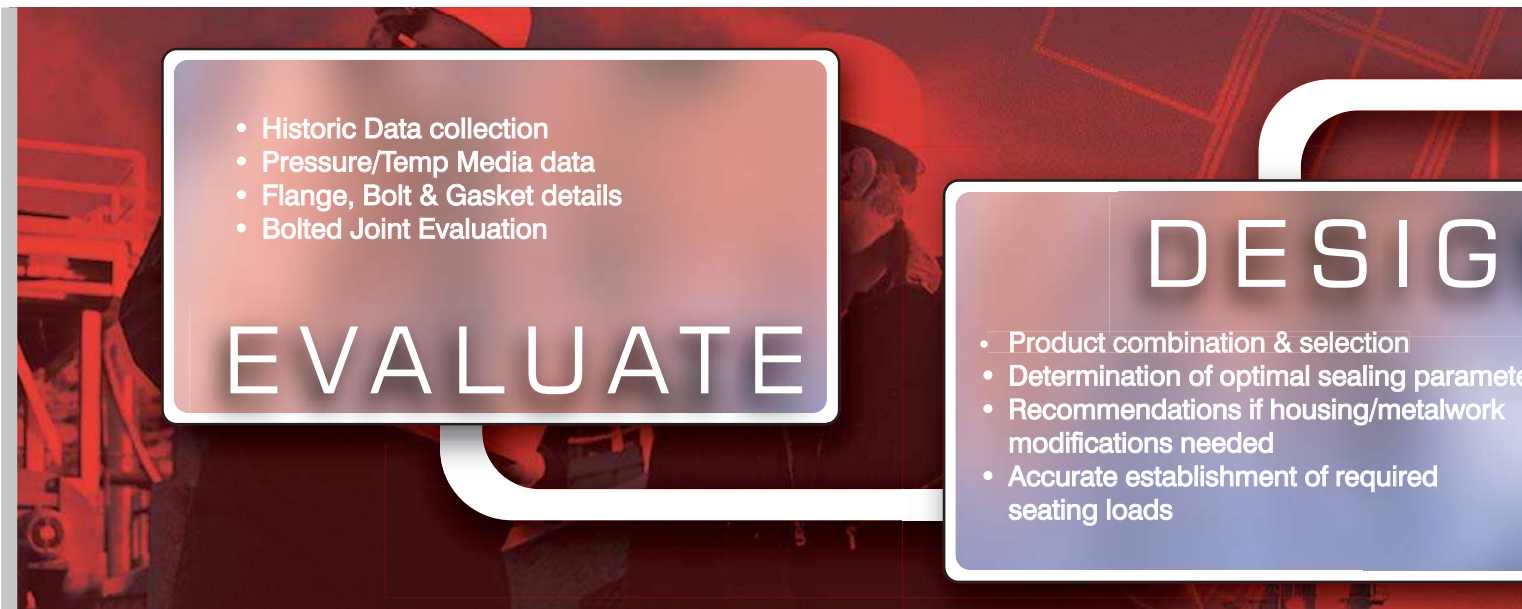 • Historic Data collection
• Pressure/Temp Media data
• Flange, Bolt & Gasket details
• Bolted Joint Evaluation
EVALUATE
DESIG
• Product combination & selection
• Determination of optimal sealing paramete
• Recommendations if housing/metalwork
modifications needed
• Accurate establishment of required
seating loads